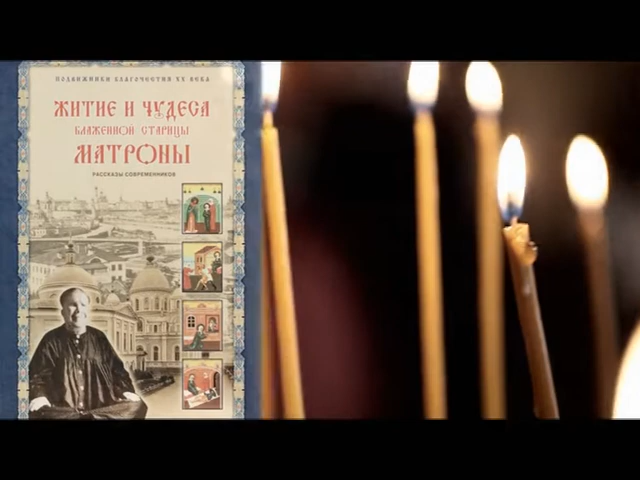 ПОДВИЖНИКИ БЛАГОЧЕСТИЯ XX ВЕКА
ЖИТИЕ И ЧУДЕСА
БЛАЖЕННОЙ СТАРИЦЫ
МАТРОНЫ
РАССКАЗЫ СОВРЕМЕННИКОВ